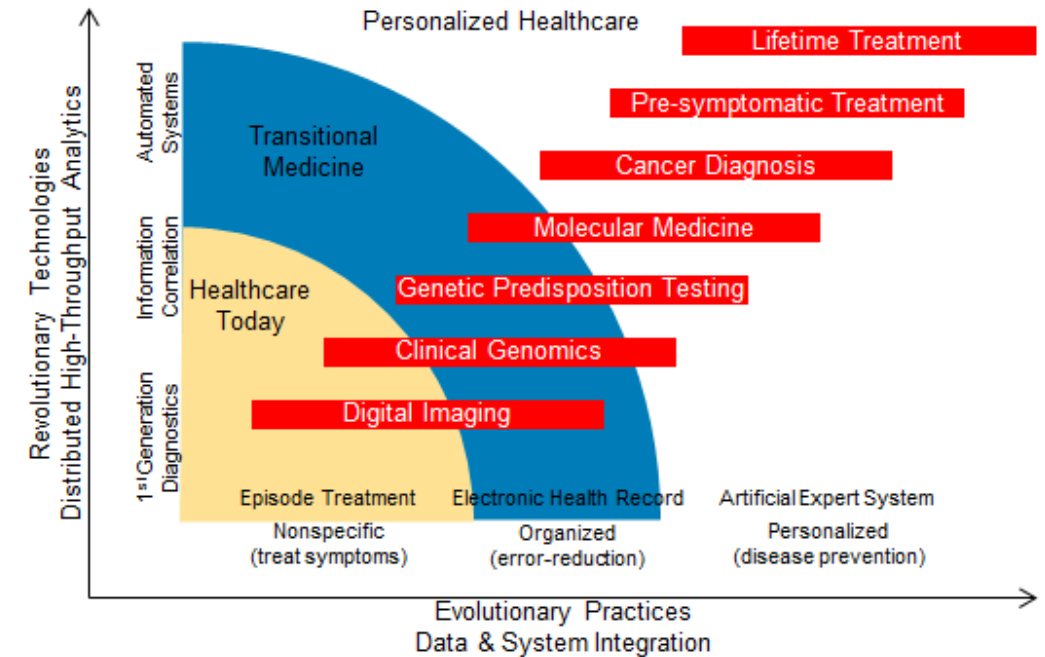 Personalized Healthcare
Lifetime Treatment
Pre-symptomatic Treatment
Cancer Diagnosis
Molecular Medicine
Genetic Predisposition Testing
Clinical Genomics
Digital Imaging
Transitional
Medicine
Healthcare
Today
Revolutionary Technologies
Distributed High-Throughput Analytics
Automated
Systems
Information
Correlation
1st Generation
Diagnostics
Episode Treatment
Electronic Health Record
Artificial Expert System
Nonspecific
(treat symptoms)
Organized
(error-reduction)
Personalized
(disease prevention)
Evolutionary Practices
Data & System Integration